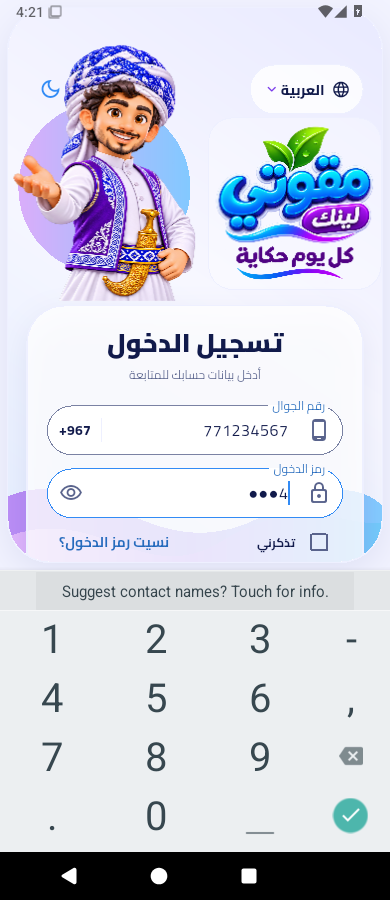 4:21
العربية
مقوتي
لينك
كل يوم حكاية
تسجيل الدخول
أدخل بيانات حسابك للمتابعة
رقم الجوال
+967 771234567
رمز الدخول
•••4
تذكرني
نسيت رمز الدخول؟
Suggest contact names? Touch for info.
1 2 3 -
4 5 6 ,
7 8 9
. 0 _